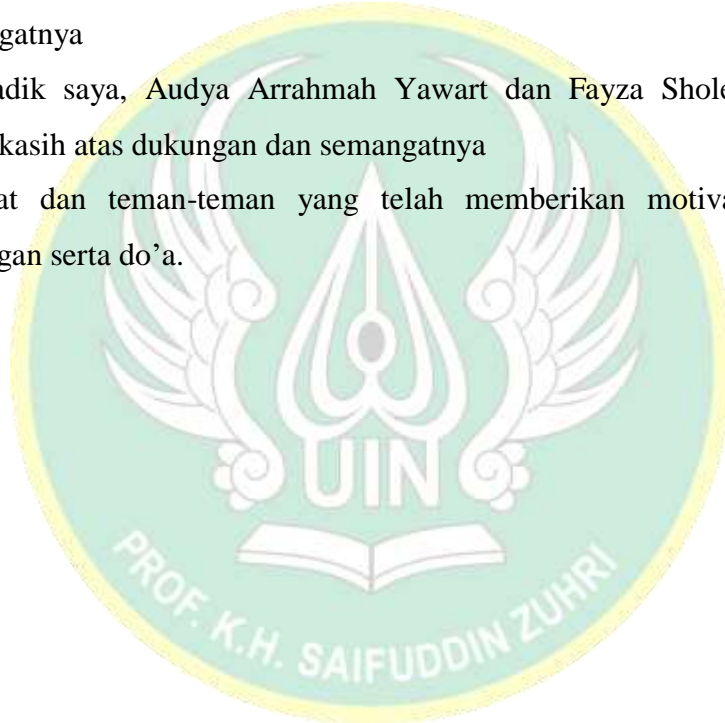 gatnya
adik saya, Audya Arrahmah Yawart dan Fayza Shole
kasih atas dukungan dan semangatnya
at dan teman-teman yang telah memberikan motiva
gan serta do’a.
UIN
PROF. K.H. SAIFUDDIN ZUHRI